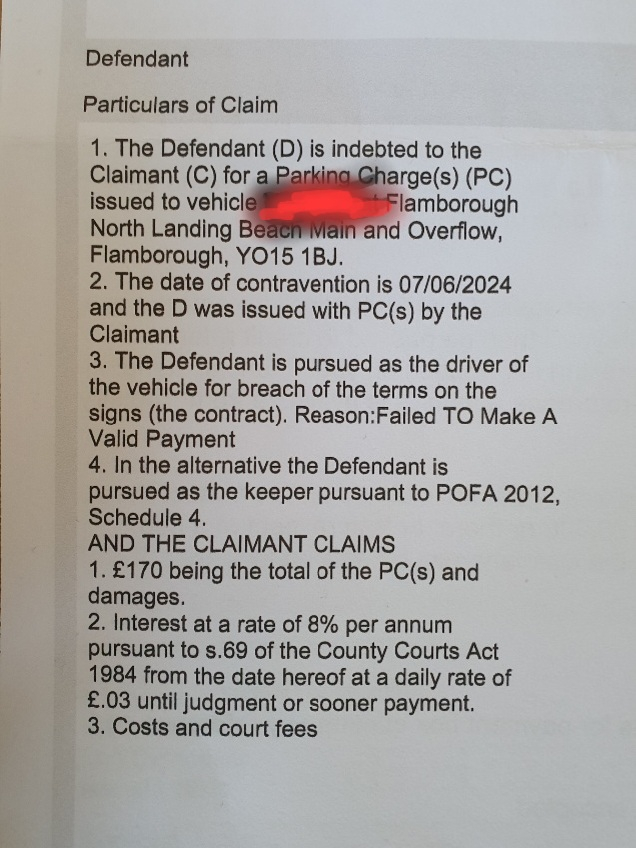 Defendant
Particulars of Claim
1. The Defendant (D) is indebted to the
Claimant (C) for a Parking Charge(s) (PC)
issued to vehicle Flamborough
North Landing Beach Main and Overflow,
Flamborough, YO15 1BJ.
2. The date of contravention is 07/06/2024
and the D was issued with PC(s) by the
Claimant
3. The Defendant is pursued as the driver of
the vehicle for breach of the terms on the
signs (the contract). Reason:Failed TO Make A
Valid Payment
4. In the alternative the Defendant is
pursued as the keeper pursuant to POFA 2012,
Schedule 4.
AND THE CLAIMANT CLAIMS
1. £170 being the total of the PC(s) and
damages.
2. Interest at a rate of 8% per annum
pursuant to s.69 of the County Courts Act
1984 from the date hereof at a daily rate of
£.03 until judgment or sooner payment.
3. Costs and court fees